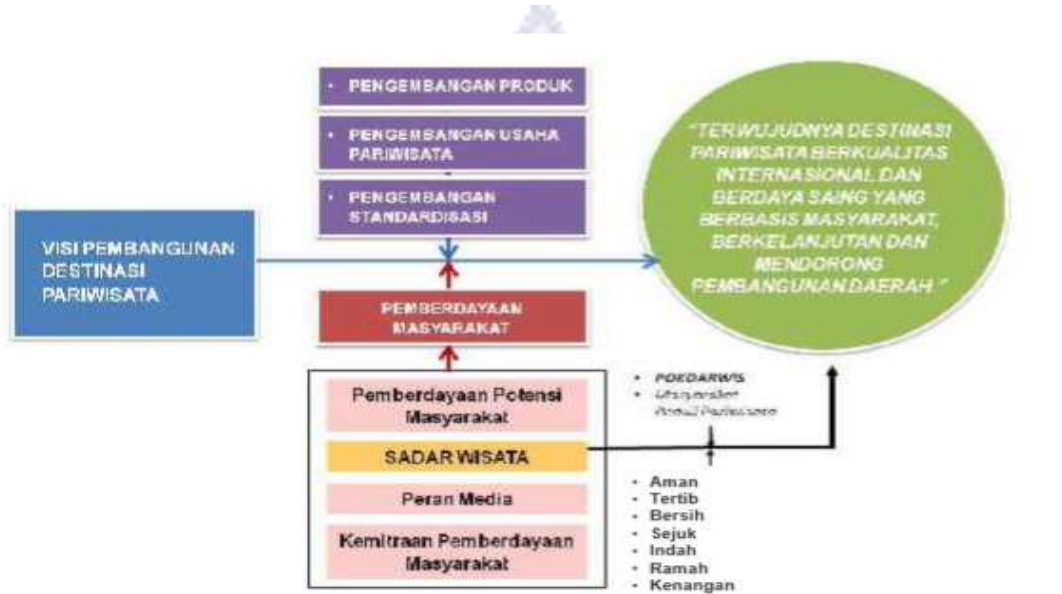 • PENGEMBANGAN PRODUK
• PENGEMBANGAN USAHA
PARIWISATA
• PENGEMBANGAN
STANDARDISASI
VISI PEMBANGUNAN
DESTINASI
PARIWISATA
"TERWUJUDNYA DESTINASI
PARIWISATA BERKUALITAS
INTERNASIONAL DAN
BERDAYA SAING YANG
BERBASIS MASYARAKAT,
BERKELANJUTAN DAN
MENDORONG
PEMBANGUNAN DAERAH."
PEMBERDAYAAN
MASYARAKAT
Pemberdayaan Potensi
Masyarakat
SADAR WISATA
Peran Media
Kemitraan Pemberdayaan
Masyarakat
• POKDARWIS
• Masyarakat
• Aman
• Tertib
• Bersih
• Sejuk
• Indah
• Ramah
• Kenangan